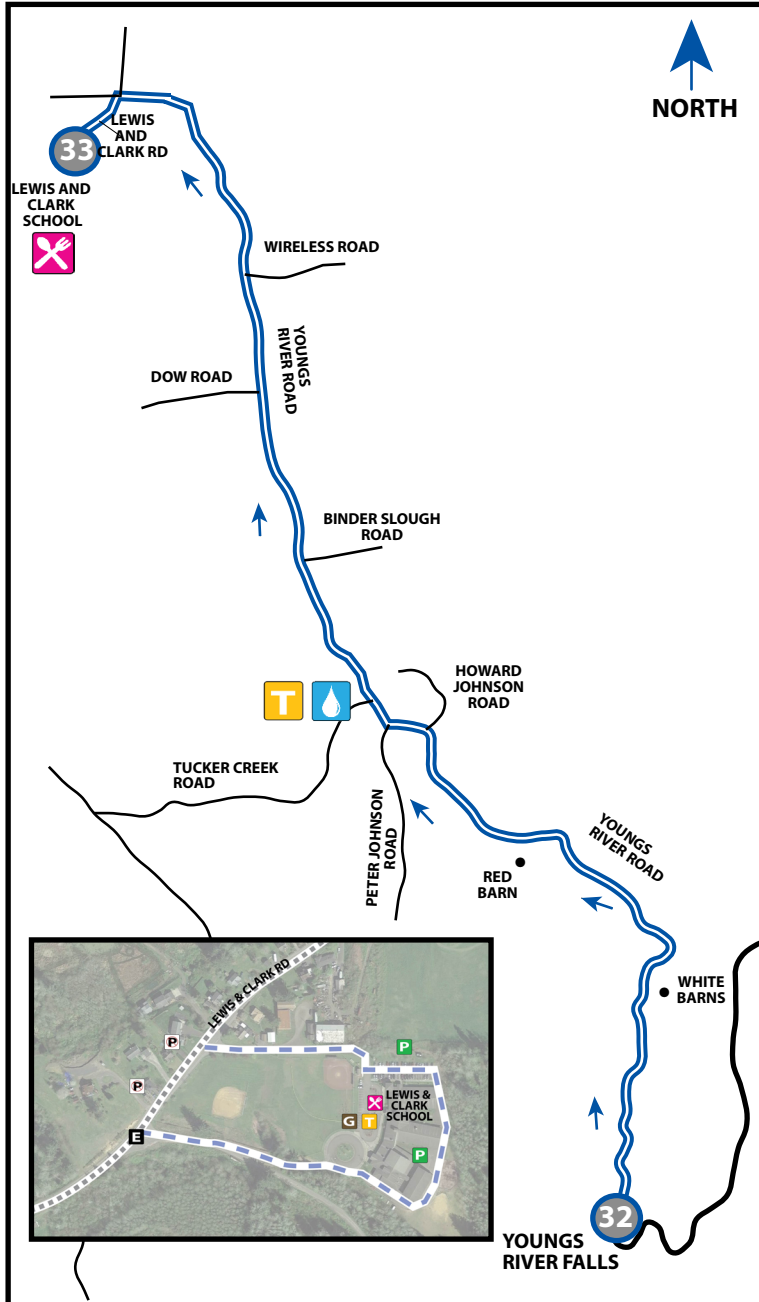 NORTH
LEWIS
AND
CLARK RD
33
LEWIS AND
CLARK
SCHOOL
WIRELESS ROAD
YOUNGS
RIVER ROAD
DOW ROAD
BINDER SLOUGH
ROAD
HOWARD
JOHNSON
ROAD
T
TUCKER CREEK
ROAD
PETER JOHNSON
ROAD
YOUNGS
RIVER ROAD
RED
BARN
WHITE
BARNS
LEWIS & CLARK RD
P
P
P
LEWIS &
CLARK
SCHOOL
G
T
E
P
32
YOUNGS
RIVER FALLS